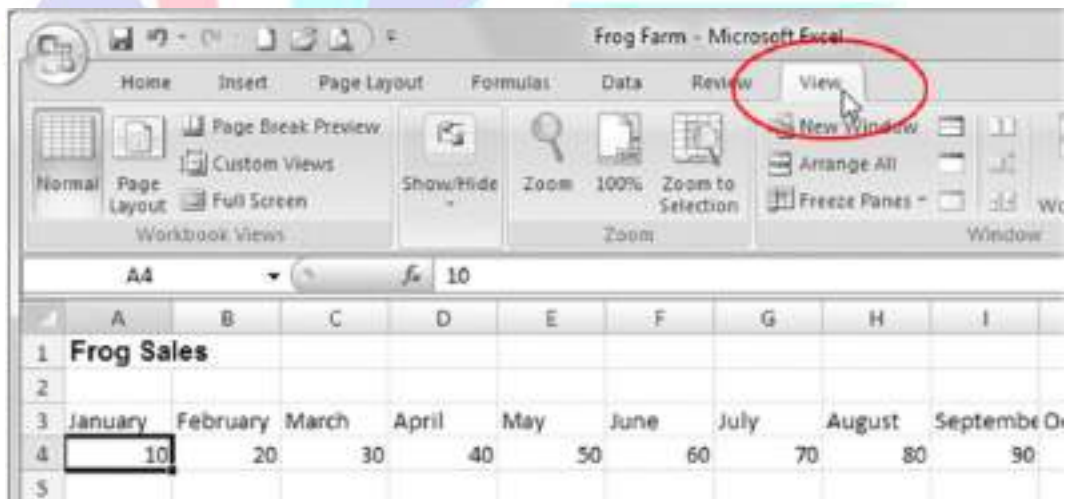 Frog Farm - Microsoft Excel
Home Insert Page Layout Formulas Data Review View
Normal
Page Layout
Page Break Preview
Custom Views
Full Screen
Workbook Views
Show/Hide
Zoom
100%
Zoom to Selection
Zoom
New Window
Arrange All
Freeze Panes
Window
A4 fx 10
A B C D E F G H I
1 Frog Sales
2
3 January February March April May June July August Septembe
4 10 20 30 40 50 60 70 80 90
5